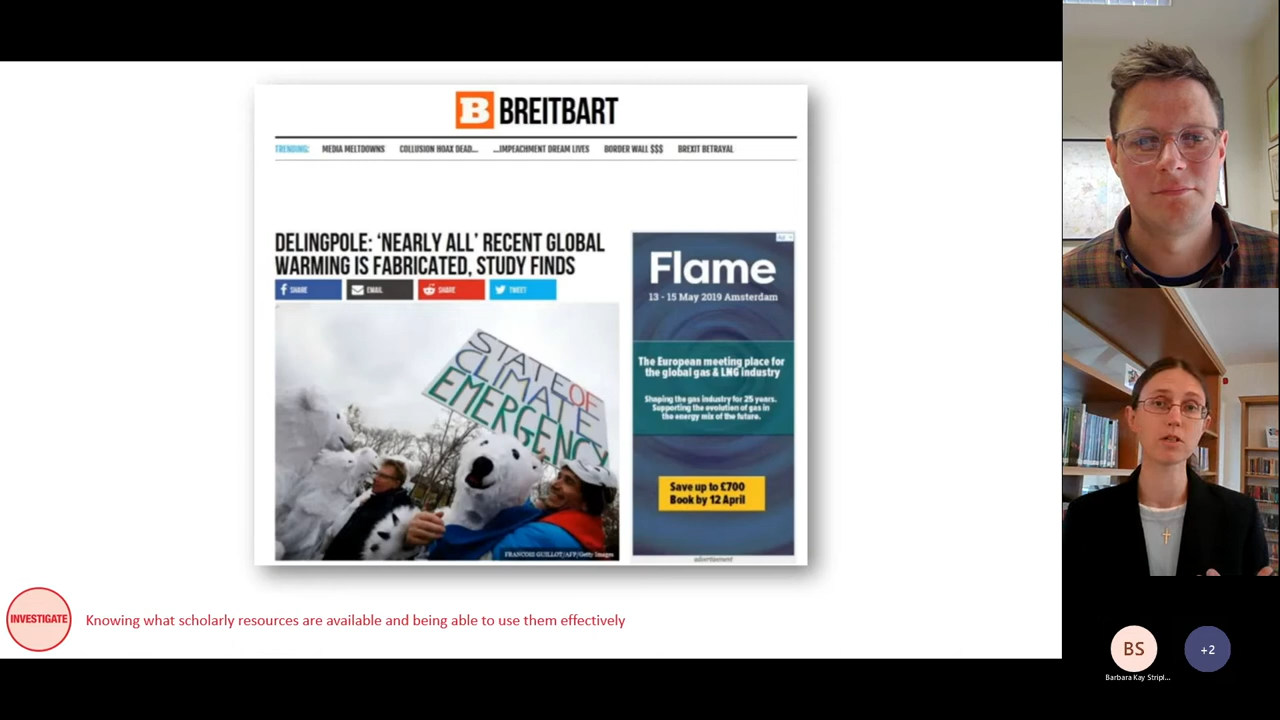 B BREITBART
TRENDING: MEDIA MELTDOWNS COLLUSION HOAX DEAD... ...IMPEACHMENT DREAM LIVES BORDER WALL $$$ BREXIT BETRAYAL
DELINGPOLE: ‘NEARLY ALL’ RECENT GLOBAL
WARMING IS FABRICATED, STUDY FINDS
SHARE EMAIL SHARE TWEET
STATE OF
CLIMATE
EMERGENCY
FRANCOIS GUILLOT/AFP/Getty Images
Ad
Flame
13 - 15 May 2019 Amsterdam
The European meeting place for
the global gas & LNG industry
Shaping the gas industry for 25 years.
Supporting the evolution of gas in
the energy mix of the future.
Save up to £700
Book by 12 April
advertisement
INVESTIGATE
Knowing what scholarly resources are available and being able to use them effectively
BS
+2
Barbara Kay Stripl...